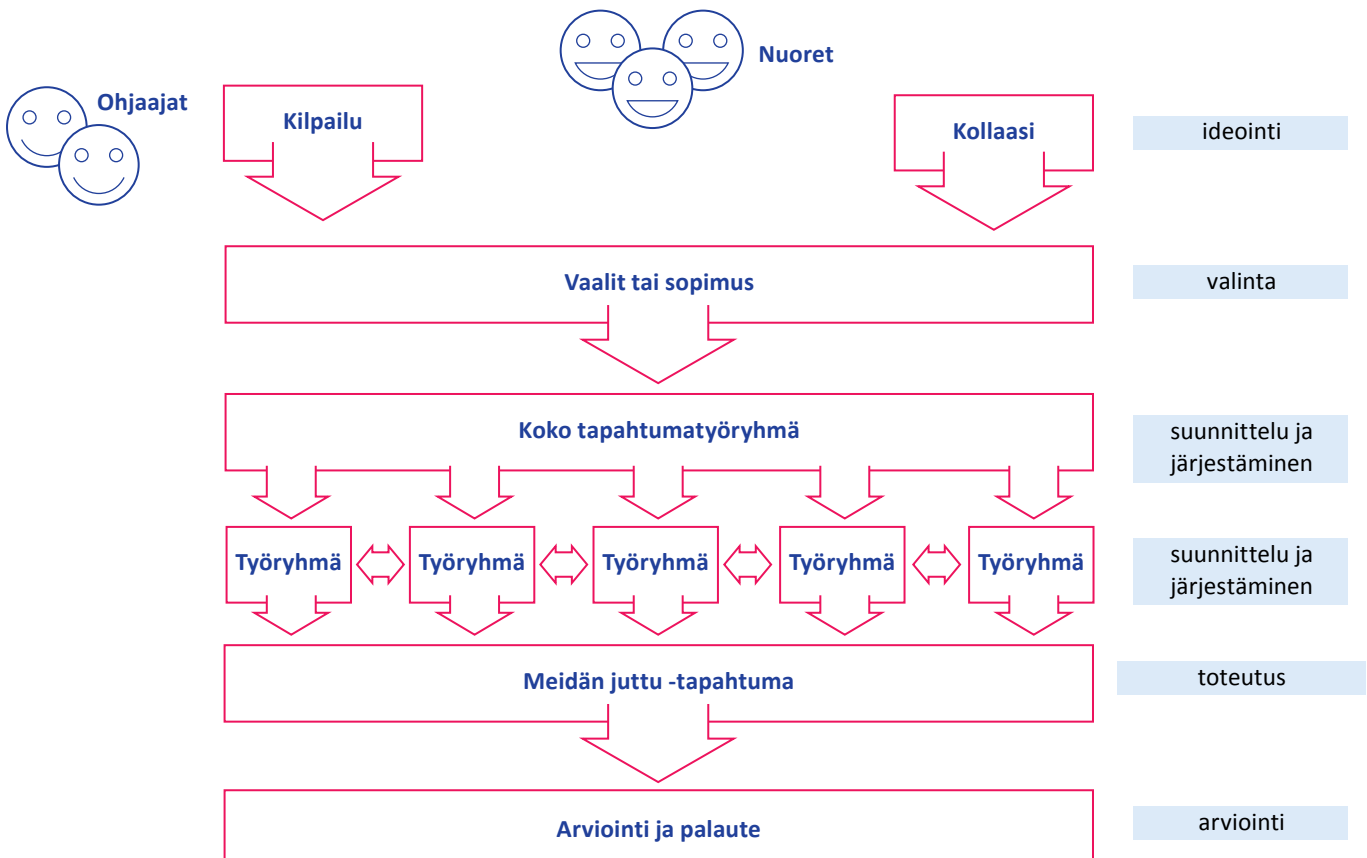 Nuoret
Ohjaajat
Kilpailu
Kollaasi
ideointi
Vaalit tai sopimus
valinta
Koko tapahtumatyöryhmä
suunnittelu ja
järjestäminen
Työryhmä
Työryhmä
Työryhmä
Työryhmä
Työryhmä
suunnittelu ja
järjestäminen
Meidän juttu -tapahtuma
toteutus
Arviointi ja palaute
arviointi